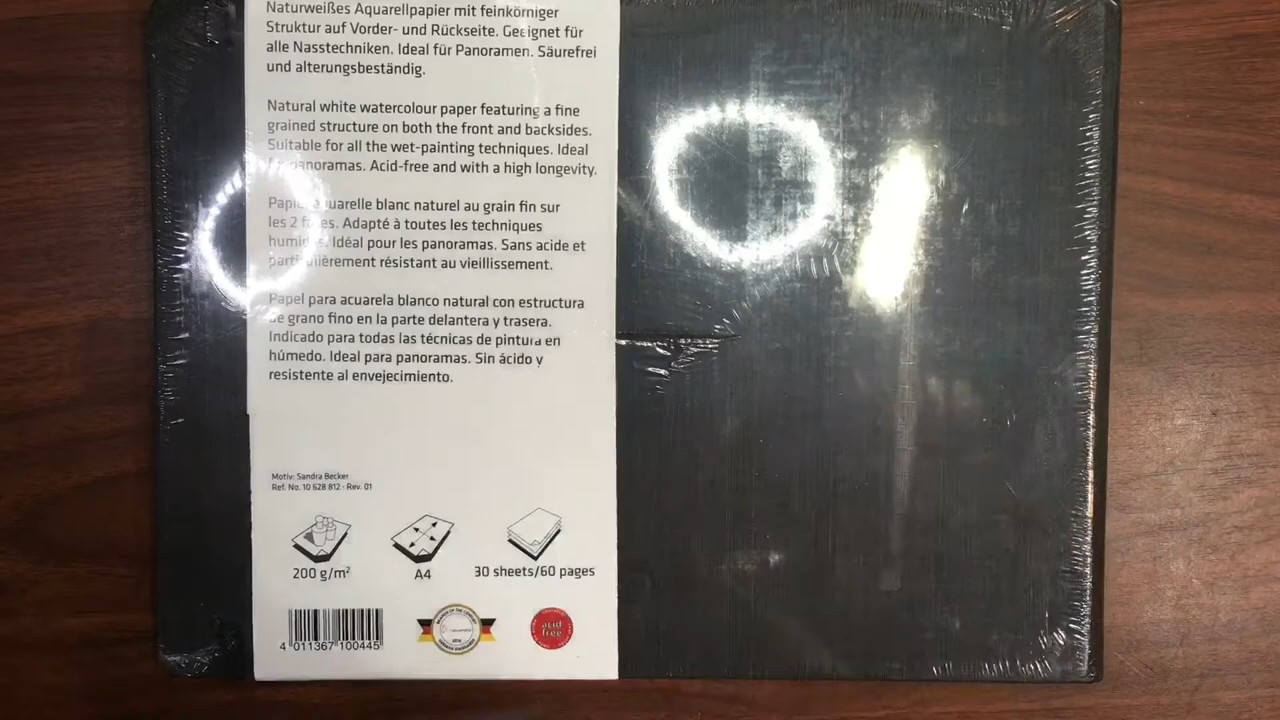 Naturweißes Aquarellpapier mit feinkörniger
Struktur auf Vorder- und Rückseite. Geeignet für
alle Nasstechniken. Ideal für Panoramen. Säurefrei
und alterungsbeständig.
Natural white watercolour paper featuring a fine
grained structure on both the front and backsides.
Suitable for all the wet-painting techniques. Ideal
panoramas. Acid-free and with a high longevity.
Papier aquarelle blanc naturel au grain fin sur
les 2 faces. Adapté à toutes les techniques
humides. Idéal pour les panoramas. Sans acide et
particulièrement résistant au vieillissement.
Papel para acuarela blanco natural con estructura
de grano fino en la parte delantera y trasera.
Indicado para todas las técnicas de pintura en
húmedo. Ideal para panoramas. Sin ácido y
resistente al envejecimiento.
Motiv: Sandra Becker
Ref. No. 10 628 812 - Rev. 01
200 g/m² A4 30 sheets/60 pages
4 011367 100445
acid
free